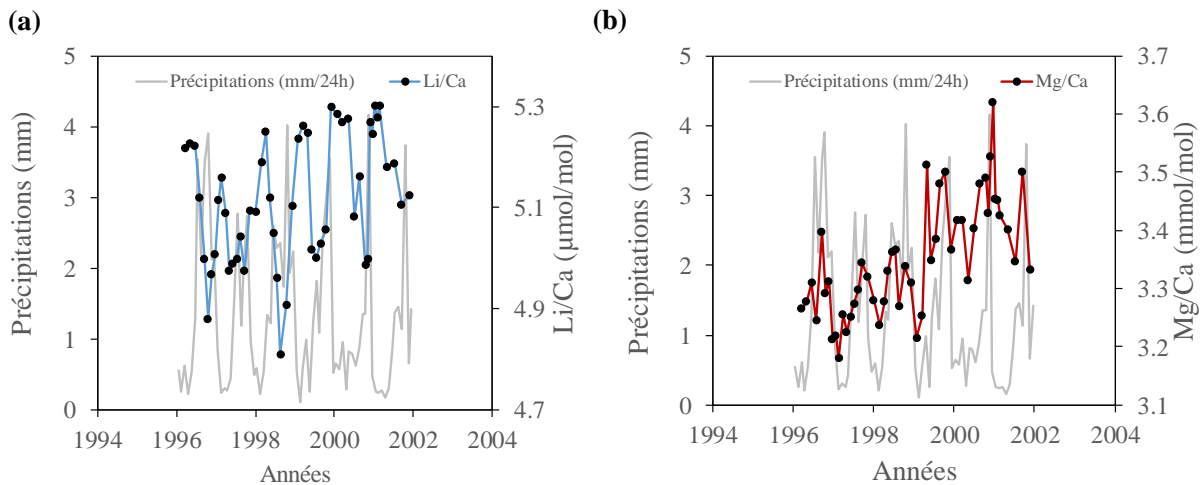 (a)
Précipitations (mm/24h) Li/Ca
Précipitations (mm)
5
4
3
2
1
0
5.3
5.1
4.9
4.7
Li/Ca (µmol/mol)
1994 1996 1998 2000 2002 2004
Années
(b)
Précipitations (mm/24h) Mg/Ca
Précipitations (mm)
5
4
3
2
1
0
3.7
3.6
3.5
3.4
3.3
3.2
3.1
Mg/Ca (mmol/mol)
1994 1996 1998 2000 2002 2004
Années